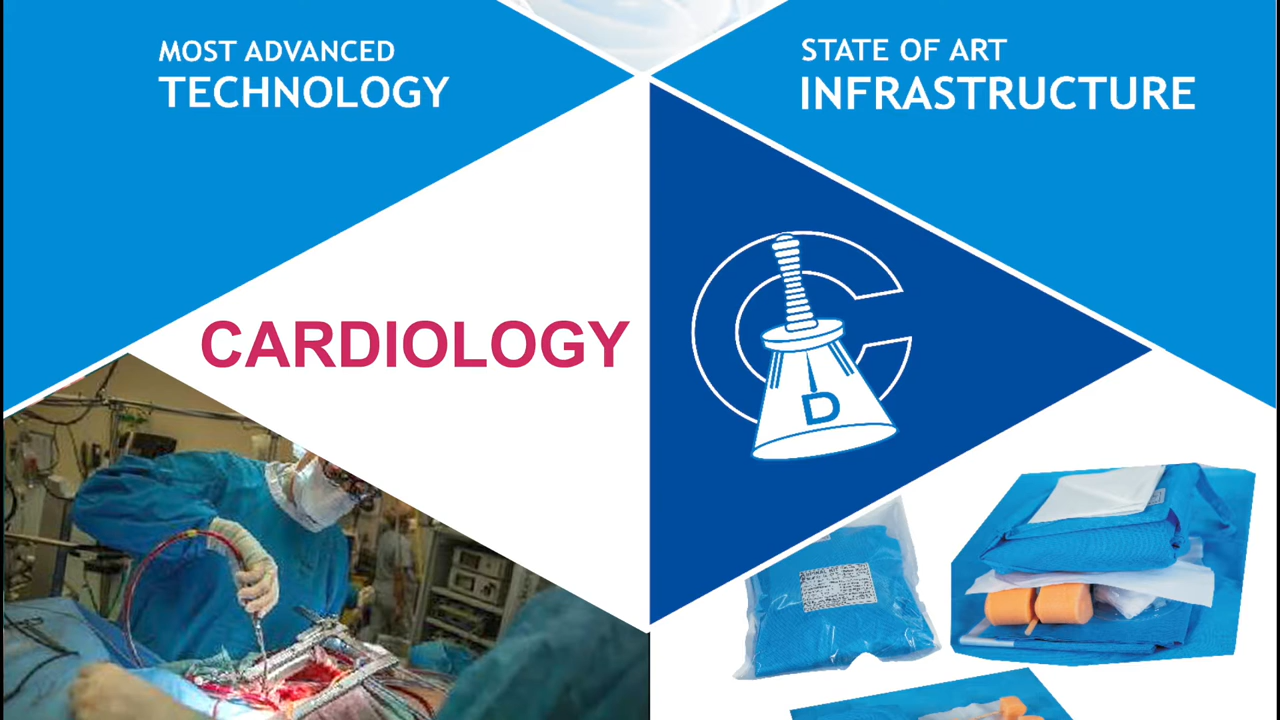 MOST ADVANCED
TECHNOLOGY
STATE OF ART
INFRASTRUCTURE
CARDIOLOGY
C
D